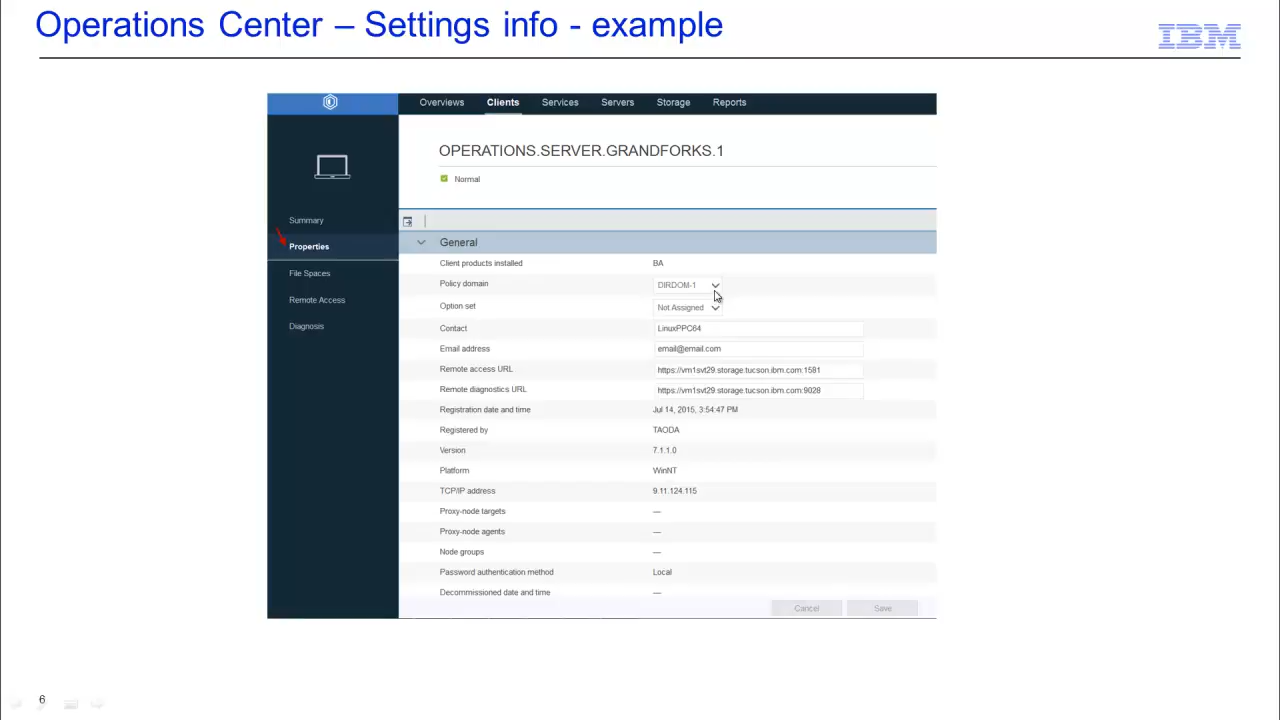 Operations Center – Settings info - example
IBM
Overviews Clients Services Servers Storage Reports
OPERATIONS.SERVER.GRANDFORKS.1
Normal
Summary
Properties
File Spaces
Remote Access
Diagnosis
General
Client products installed BA
Policy domain DIRDOM-1
Option set Not Assigned
Contact LinuxPPC64
Email address email@email.com
Remote access URL https://vm1svt29.storage.tucson.ibm.com:1581
Remote diagnostics URL https://vm1svt29.storage.tucson.ibm.com:9028
Registration date and time Jul 14, 2015, 3:54:47 PM
Registered by TAODA
Version 7.1.1.0
Platform WinNT
TCP/IP address 9.11.124.115
Proxy-node targets —
Proxy-node agents —
Node groups —
Password authentication method Local
Decommissioned date and time —
Cancel Save
6